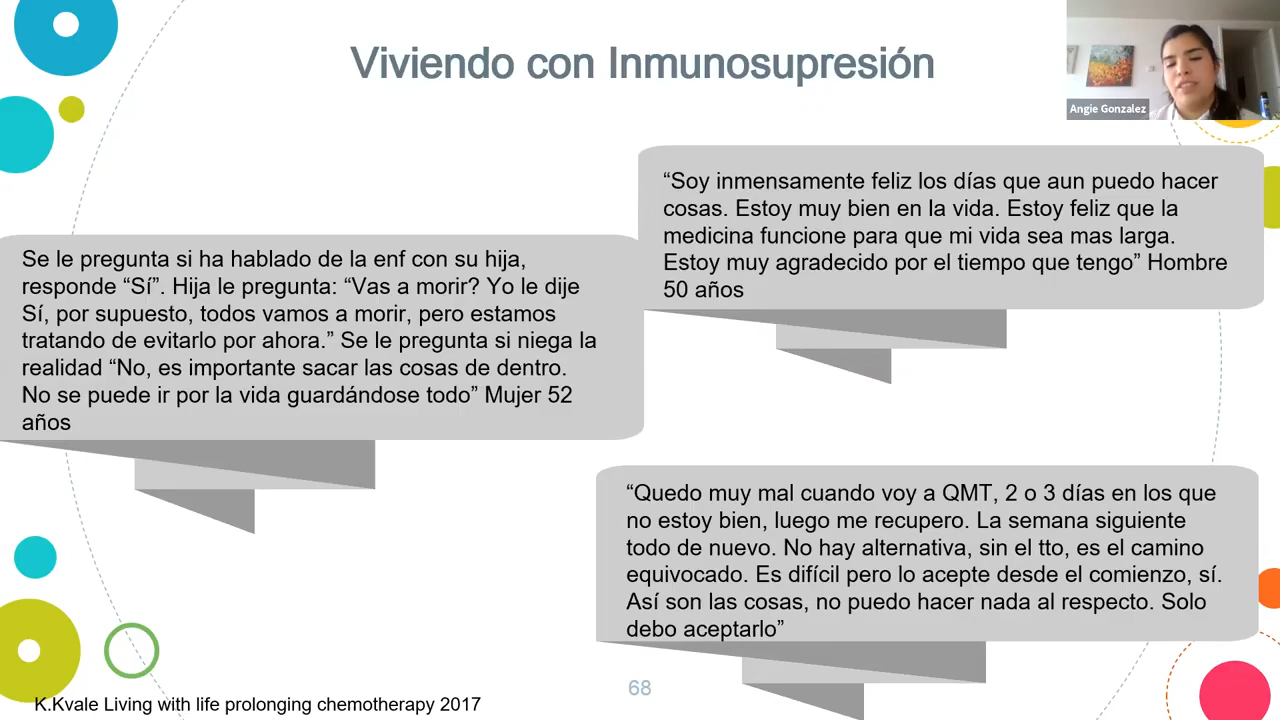 Viviendo con Inmunosupresión
Angie Gonzalez
“Soy inmensamente feliz los días que aun puedo hacer
cosas. Estoy muy bien en la vida. Estoy feliz que la
medicina funcione para que mi vida sea mas larga.
Estoy muy agradecido por el tiempo que tengo” Hombre
50 años
Se le pregunta si ha hablado de la enf con su hija,
responde “Sí”. Hija le pregunta: “Vas a morir? Yo le dije
Sí, por supuesto, todos vamos a morir, pero estamos
tratando de evitarlo por ahora.” Se le pregunta si niega la
realidad “No, es importante sacar las cosas de dentro.
No se puede ir por la vida guardándose todo” Mujer 52
años
“Quedo muy mal cuando voy a QMT, 2 o 3 días en los que
no estoy bien, luego me recupero. La semana siguiente
todo de nuevo. No hay alternativa, sin el tto, es el camino
equivocado. Es difícil pero lo acepte desde el comienzo, sí.
Así son las cosas, no puedo hacer nada al respecto. Solo
debo aceptarlo”
68
K.Kvale Living with life prolonging chemotherapy 2017